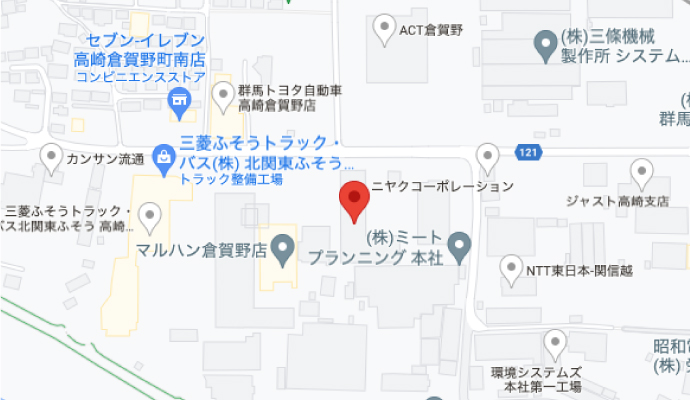 ACT倉賀野
(株)三條機械
製作所 システム...
セブン-イレブン
高崎倉賀野町南店
コンビニエンスストア
群馬トヨタ自動車
高崎倉賀野店
(株)
群馬
三菱ふそうトラック・
バス(株) 北関東ふそう...
トラック整備工場
カンサン流通
121
ニヤクコーポレーション
ジャスト高崎支店
三菱ふそうトラック・
バス北関東ふそう 高崎...
マルハン倉賀野店
(株)ミート
プランニング 本社
NTT東日本-関信越
環境システムズ
本社第一工場
昭和電
(株)